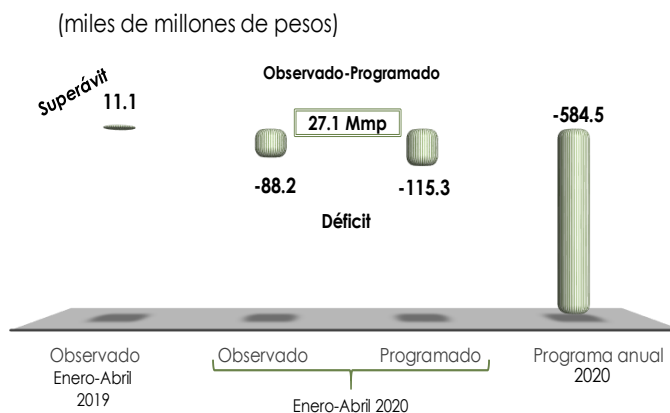 (miles de millones de pesos)
Superávit
11.1
Observado-Programado
27.1 Mmp
-584.5
-88.2
-115.3
Déficit
Observado
Enero-Abril
2019
Observado
Programado
Enero-Abril 2020
Programa anual
2020